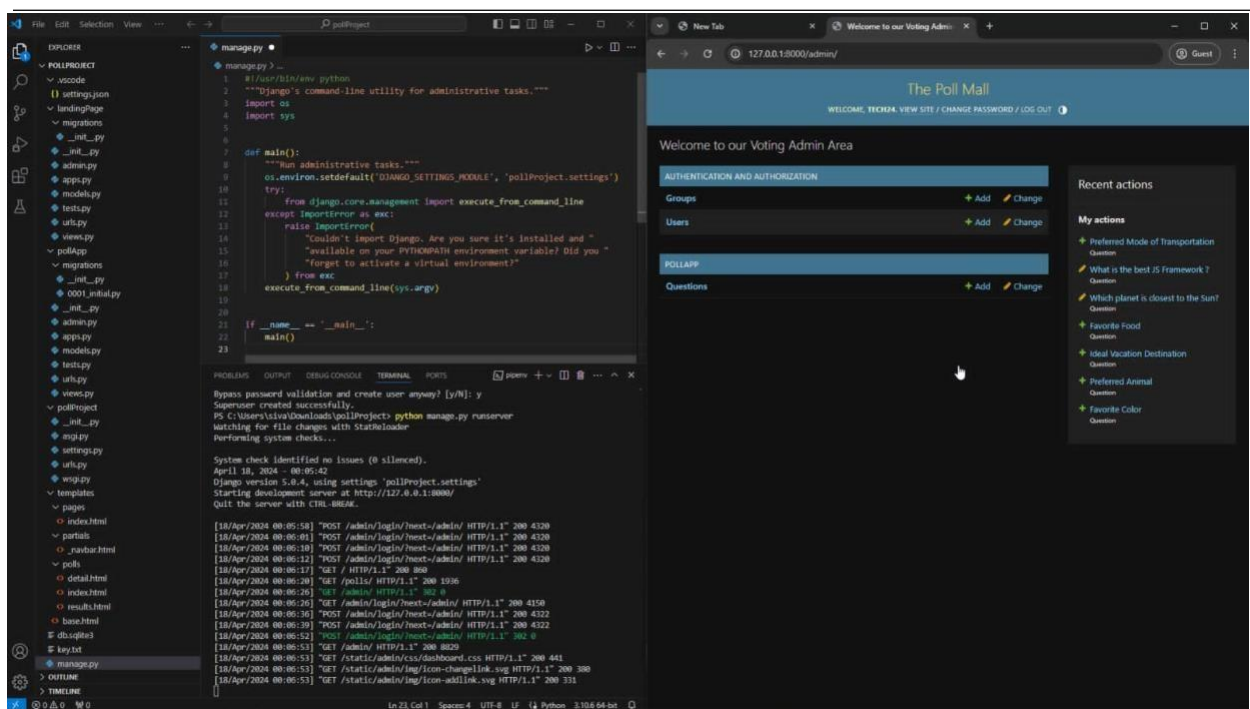 File Edit Selection View ...
pollProject
EXPLORER
POLLPROJECT
.vscode
settings.json
landingPage
migrations
__init__.py
__init__.py
admin.py
apps.py
models.py
tests.py
urls.py
views.py
pollApp
migrations
__init__.py
0001_initial.py
__init__.py
admin.py
apps.py
models.py
tests.py
urls.py
views.py
pollProject
__init__.py
asgi.py
settings.py
urls.py
wsgi.py
templates
pages
index.html
partials
_navbar.html
polls
detail.html
index.html
results.html
base.html
db.sqlite3
key.txt
manage.py
OUTLINE
TIMELINE
manage.py
manage.py > ...
1 #!/usr/bin/env python
2 """Django's command-line utility for administrative tasks."""
3 import os
4 import sys
5
6
7 def main():
8 """Run administrative tasks."""
9 os.environ.setdefault('DJANGO_SETTINGS_MODULE', 'pollProject.settings')
10 try:
11 from django.core.management import execute_from_command_line
12 except ImportError as exc:
13 raise ImportError(
14 "Couldn't import Django. Are you sure it's installed and "
15 "available on your PYTHONPATH environment variable? Did you "
16 "forget to activate a virtual environment?"
17 ) from exc
18 execute_from_command_line(sys.argv)
19
20
21 if __name__ == '__main__':
22 main()
23
PROBLEMS OUTPUT DEBUG CONSOLE TERMINAL PORTS
pipenv
Bypass password validation and create user anyway? [y/N]: y
Superuser created successfully.
PS C:\Users\siva\Downloads\pollProject> python manage.py runserver
Watching for file changes with StatReloader
Performing system checks...
System check identified no issues (0 silenced).
April 18, 2024 - 00:05:42
Django version 5.0.4, using settings 'pollProject.settings'
Starting development server at http://127.0.0.1:8000/
Quit the server with CTRL-BREAK.
[18/Apr/2024 00:05:58] "POST /admin/login/?next=/admin/ HTTP/1.1" 200 4320
[18/Apr/2024 00:06:01] "POST /admin/login/?next=/admin/ HTTP/1.1" 200 4320
[18/Apr/2024 00:06:10] "POST /admin/login/?next=/admin/ HTTP/1.1" 200 4320
[18/Apr/2024 00:06:12] "POST /admin/login/?next=/admin/ HTTP/1.1" 200 4320
[18/Apr/2024 00:06:17] "GET / HTTP/1.1" 200 860
[18/Apr/2024 00:06:20] "GET /polls/ HTTP/1.1" 200 1936
[18/Apr/2024 00:06:26] "GET /admin/ HTTP/1.1" 302 0
[18/Apr/2024 00:06:26] "GET /admin/login/?next=/admin/ HTTP/1.1" 200 4150
[18/Apr/2024 00:06:36] "POST /admin/login/?next=/admin/ HTTP/1.1" 200 4322
[18/Apr/2024 00:06:39] "POST /admin/login/?next=/admin/ HTTP/1.1" 200 4322
[18/Apr/2024 00:06:52] "POST /admin/login/?next=/admin/ HTTP/1.1" 302 0
[18/Apr/2024 00:06:53] "GET /admin/ HTTP/1.1" 200 8829
[18/Apr/2024 00:06:53] "GET /static/admin/css/dashboard.css HTTP/1.1" 200 441
[18/Apr/2024 00:06:53] "GET /static/admin/img/icon-changelink.svg HTTP/1.1" 200 380
[18/Apr/2024 00:06:53] "GET /static/admin/img/icon-addlink.svg HTTP/1.1" 200 331
0 0 0 Ln 23, Col 1 Spaces: 4 UTF-8 LF Python 3.10.6 64-bit
New Tab
Welcome to our Voting Admin
127.0.0.1:8000/admin/
Guest
The Poll Mall
WELCOME, TECH24. VIEW SITE / CHANGE PASSWORD / LOG OUT
Welcome to our Voting Admin Area
AUTHENTICATION AND AUTHORIZATION
Groups + Add Change
Users + Add Change
POLLAPP
Questions + Add Change
Recent actions
My actions
Preferred Mode of Transportation
Question
What is the best JS Framework ?
Question
Which planet is closest to the Sun?
Question
Favorite Food
Question
Ideal Vacation Destination
Question
Preferred Animal
Question
Favorite Color
Question